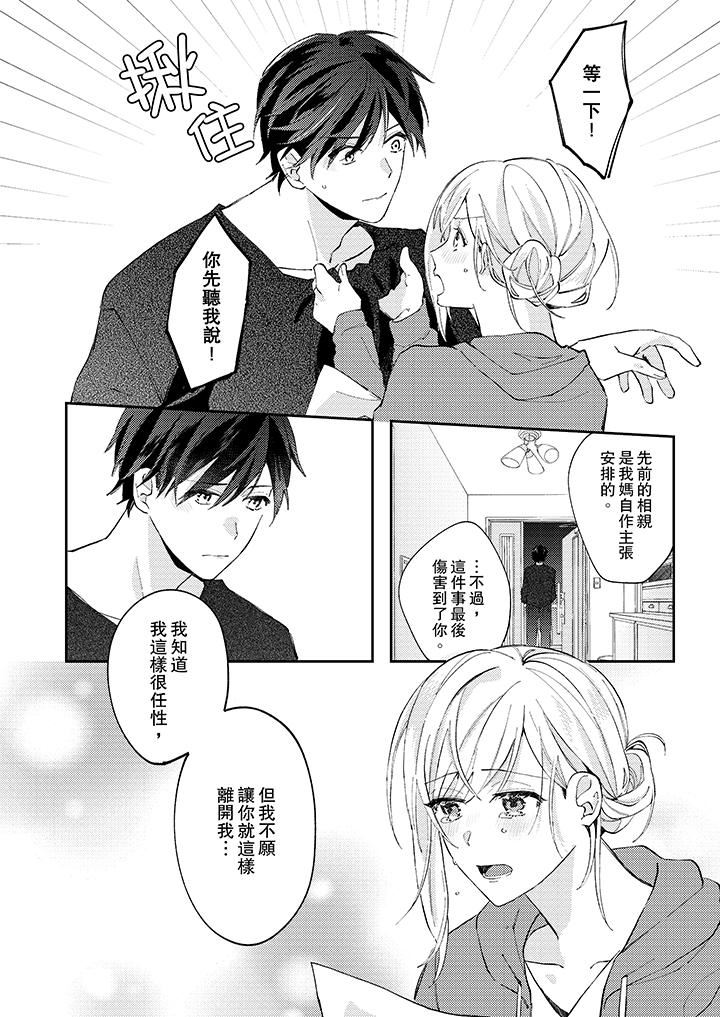 等一下！
揪住
你先聽我說！
先前的相親
是我媽自作主張
安排的。
…不過，
這件事最後
傷害到了你。
我知道
我這樣很任性，
但我不願
讓你就這樣
離開我…